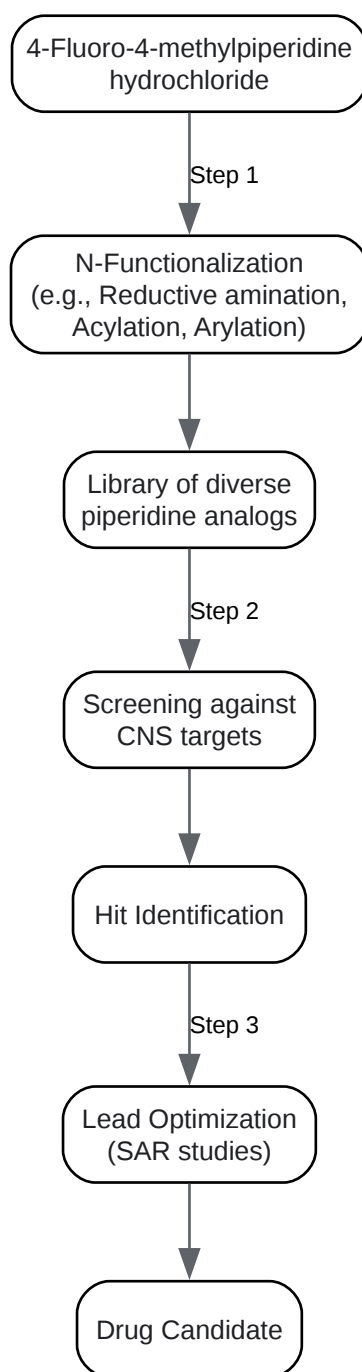 4-Fluoro-4-methylpiperidine
hydrochloride
Step 1
N-Functionalization
(e.g., Reductive amination,
Acylation, Arylation)
Library of diverse
piperidine analogs
Step 2
Screening against
CNS targets
Hit Identification
Step 3
Lead Optimization
(SAR studies)
Drug Candidate